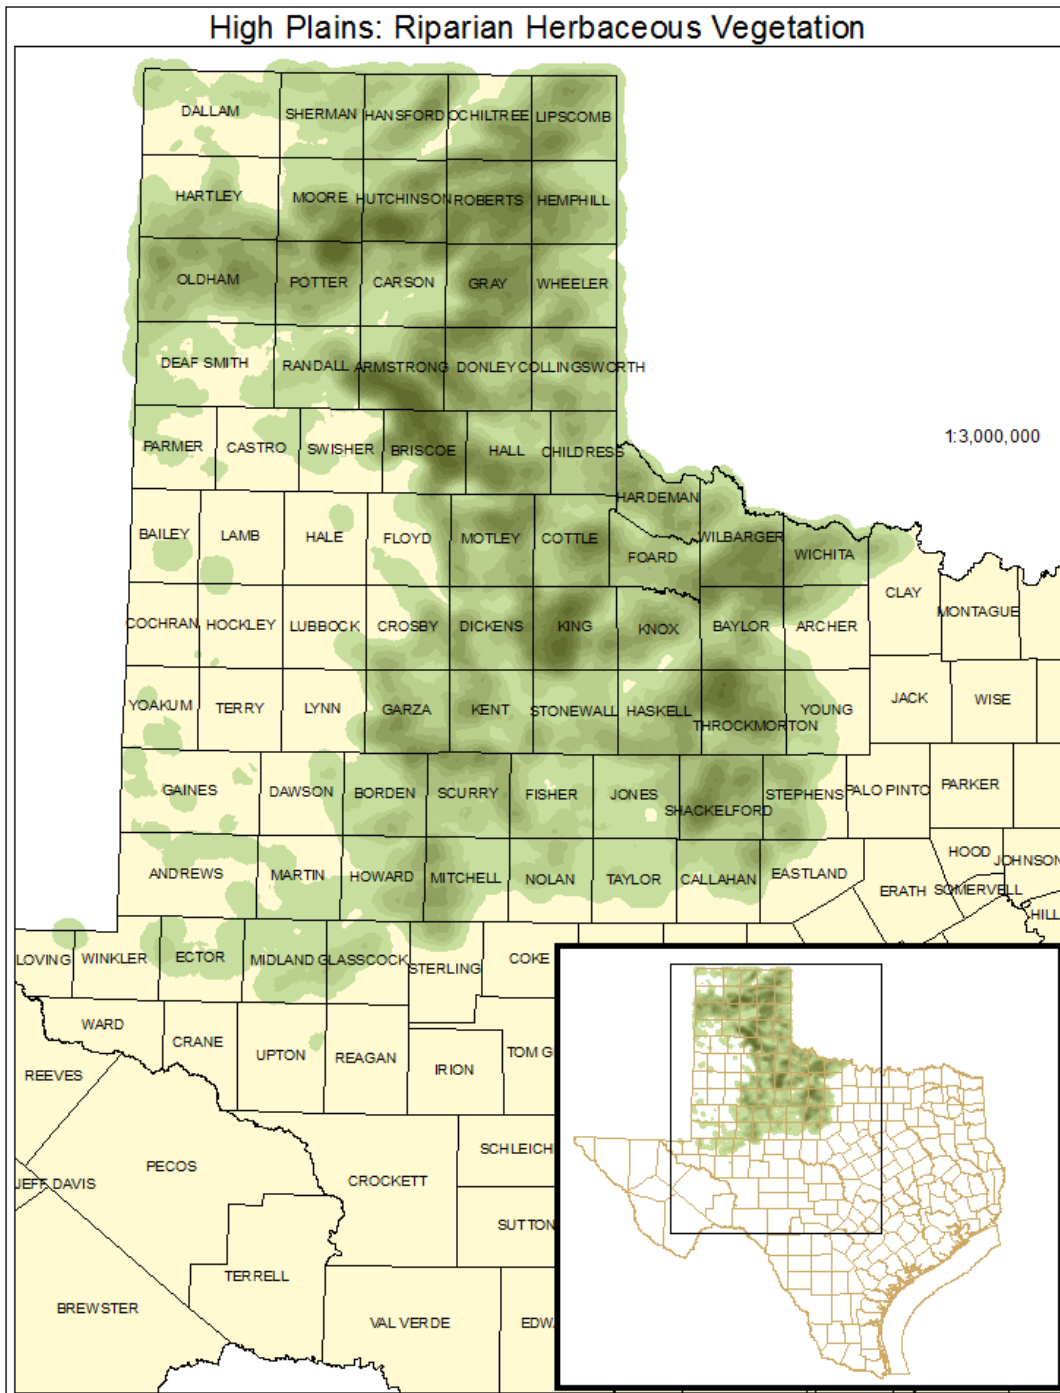 High Plains: Riparian Herbaceous Vegetation
DALLAM
SHERMAN
HANSFORD
OCHILTREE
LIPSCOMB
HARTLEY
MOORE
HUTCHINSON
ROBERTS
HEMPHILL
OLDHAM
POTTER
CARSON
GRAY
WHEELER
DEAF SMITH
RANDALL
ARMSTRONG
DONLEY
COLLINGSWORTH
PARMER
CASTRO
SWISHER
BRISCOE
HALL
CHILDRESS
1:3,000,000
HARDEMAN
BAILEY
LAMB
HALE
FLOYD
MOTLEY
COTTLE
FOARD
WILBARGER
WICHITA
CLAY
MONTAGUE
COCHRAN
HOCKLEY
LUBBOCK
CROSBY
DICKENS
KING
KNOX
BAYLOR
ARCHER
YOAKUM
TERRY
LYNN
GARZA
KENT
STONEWALL
HASKELL
THROCKMORTON
YOUNG
JACK
WISE
GAINES
DAWSON
BORDEN
SCURRY
FISHER
JONES
SHACKELFORD
STEPHENS
PALO PINTO
PARKER
ANDREWS
MARTIN
HOWARD
MITCHELL
NOLAN
TAYLOR
CALLAHAN
EASTLAND
ERATH
HOOD
SOMERVELL
JOHNSON
HILL
LOVING
WINKLER
ECTOR
MIDLAND
GLASSCOCK
STERLING
COKE
WARD
CRANE
UPTON
REAGAN
IRION
TOM G
REEVES
PECOS
JEFF DAVIS
CROCKETT
SCHLEICH
SUTTON
TERRELL
BREWSTER
VAL VERDE
EDW